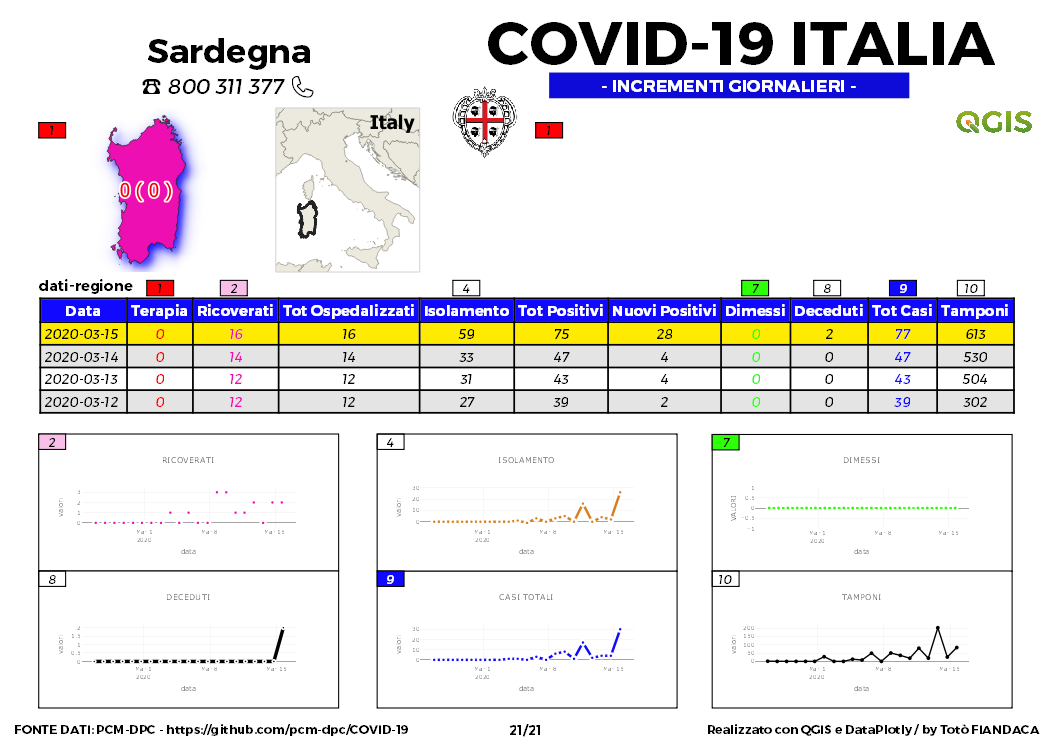 Sardegna
☎ 800 311 377
COVID-19 ITALIA
- INCREMENTI GIORNALIERI -
1
0(0)
Italy
1
QGIS
dati-regione
1 2 4 7 8 9 10
Data Terapia Ricoverati Tot Ospedalizzati Isolamento Tot Positivi Nuovi Positivi Dimessi Deceduti Tot Casi Tamponi
2020-03-15 0 16 16 59 75 28 0 2 77 613
2020-03-14 0 14 14 33 47 4 0 0 47 530
2020-03-13 0 12 12 31 43 4 0 0 43 504
2020-03-12 0 12 12 27 39 2 0 0 39 302
2
RICOVERATI
valori
3
2
1
0
Mar 1 Mar 8 Mar 15
2020
data
4
ISOLAMENTO
valori
30
20
10
0
Mar 1 Mar 8 Mar 15
2020
data
7
DIMESSI
VALORI
1
0.5
0
−0.5
−1
Mar 1 Mar 8 Mar 15
2020
data
8
DECEDUTI
valori
2
1.5
1
0.5
0
Mar 1 Mar 8 Mar 15
2020
data
9
CASI TOTALI
valori
30
20
10
0
Mar 1 Mar 8 Mar 15
2020
data
10
TAMPONI
valori
200
150
100
50
0
Mar 1 Mar 8 Mar 15
2020
data
FONTE DATI: PCM-DPC - https://github.com/pcm-dpc/COVID-19
21/21
Realizzato con QGIS e DataPlotly / by Totò FIANDACA